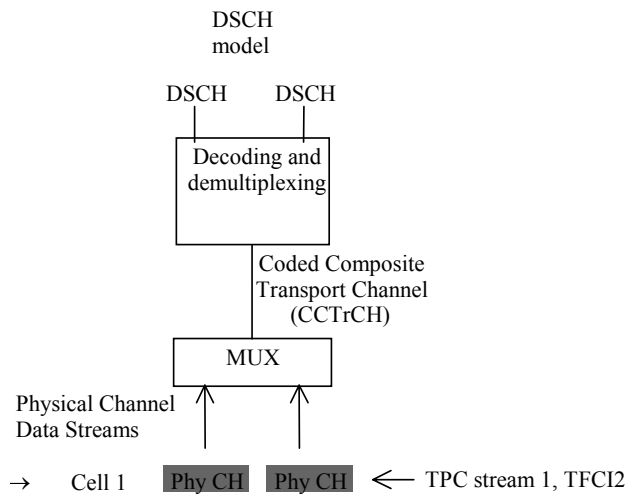 DSCH
model
DSCH DSCH
Decoding and
demultiplexing
Coded Composite
Transport Channel
(CCTrCH)
MUX
Physical Channel
Data Streams
→ Cell 1 Phy CH Phy CH TPC stream 1, TFCI2